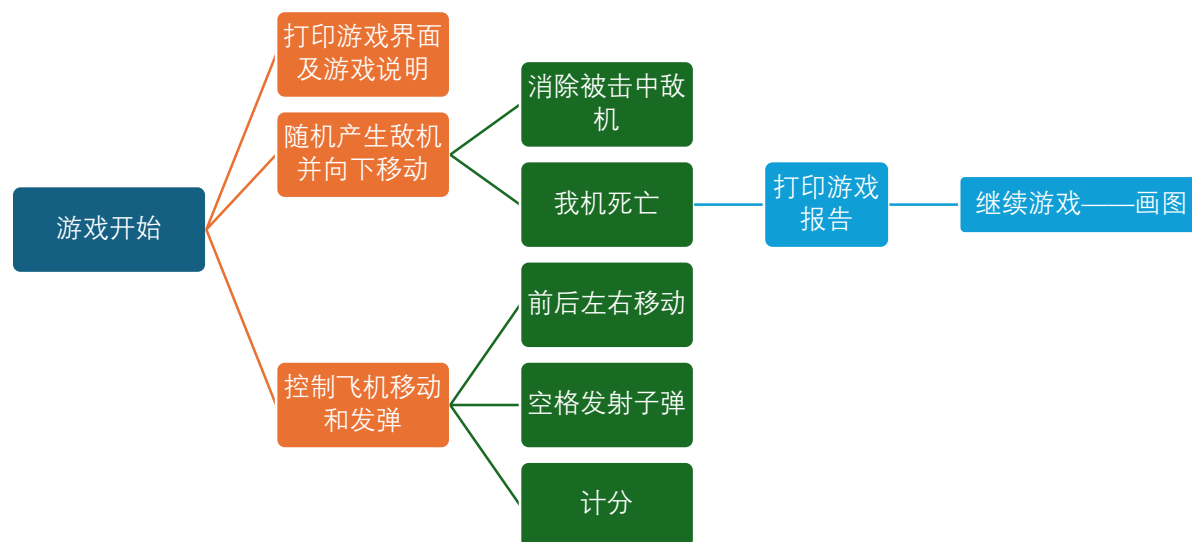 游戏开始
打印游戏界面
及游戏说明
随机产生敌机
并向下移动
消除被击中敌
机
我机死亡
打印游戏
报告
继续游戏——画图
控制飞机移动
和发弹
前后左右移动
空格发射子弹
计分